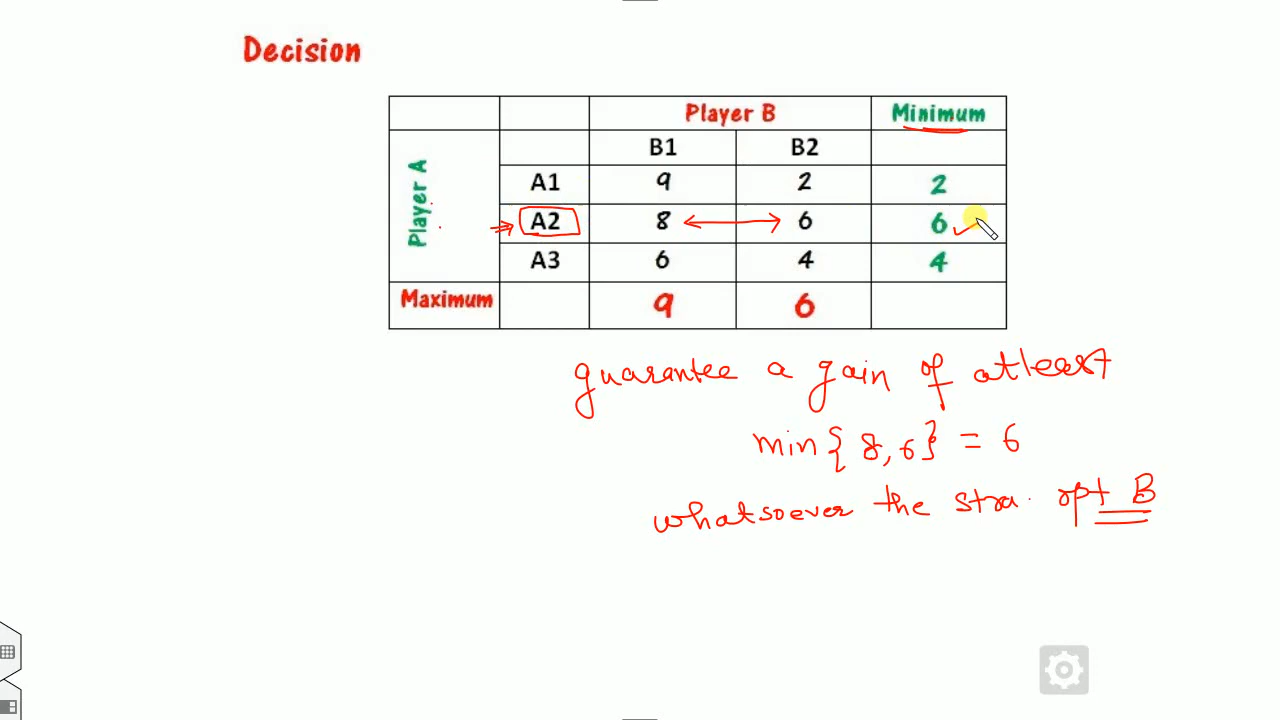 Decision
Player B Minimum
B1 B2
Player A
A1 9 2 2
A2 8 6 6
A3 6 4 4
Maximum 9 6
guarantee a gain of atleast
min{8,6} = 6
whatsoever the stra. opt B